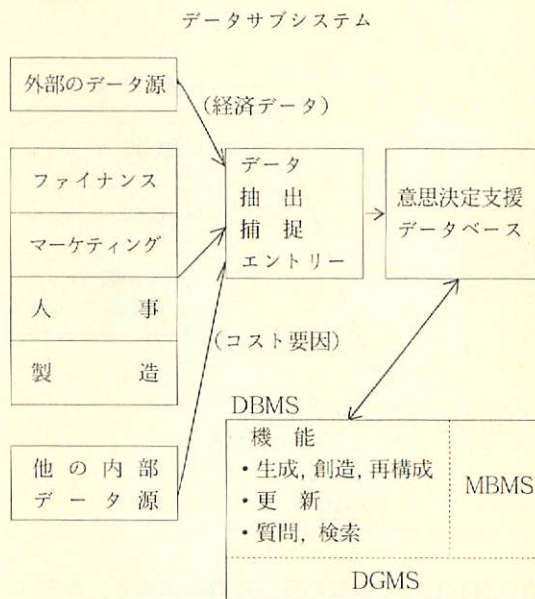 データサブシステム
外部のデータ源
(経済データ)
ファイナンス
マーケティング
人事
製造
他の内部
データ源
データ
抽出
捕捉
エントリー
(コスト要因)
意思決定支援
データベース
DBMS
機能
・生成, 創造, 再構成
・更新
・質問, 検索
MBMS
DGMS